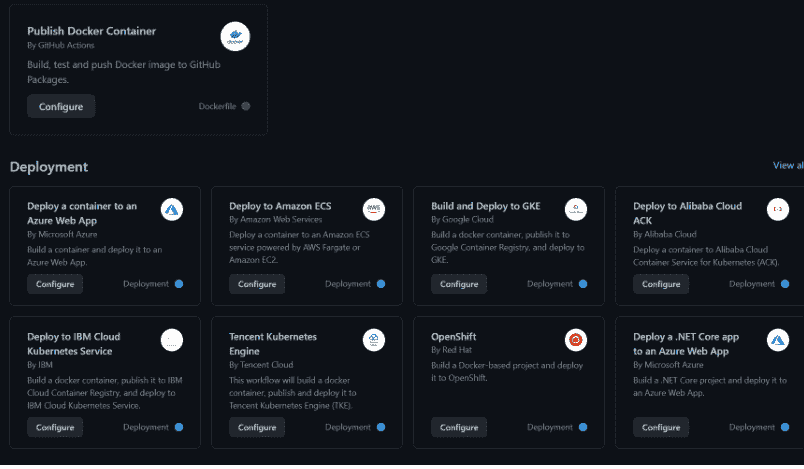 Publish Docker Container
By GitHub Actions
Build, test and push Docker image to GitHub
Packages.
Configure
Dockerfile
Deployment
View al
Deploy a container to an
Azure Web App
By Microsoft Azure
Build a container and deploy it to an
Azure Web App.
Configure
Deployment
Deploy to Amazon ECS
By Amazon Web Services
Deploy a container to an Amazon ECS
service powered by AWS Fargate or
Amazon EC2.
Configure
Deployment
aws
Build and Deploy to GKE
By Google Cloud
Build a docker container, publish it to
Google Container Registry, and deploy to
GKE.
Configure
Deployment
Deploy to Alibaba Cloud
ACK
By Alibaba Cloud
Deploy a container to Alibaba Cloud
Container Service for Kubernetes (ACK).
Configure
Deployment
Deploy to IBM Cloud
Kubernetes Service
By IBM
Build a docker container, publish it to IBM
Cloud Container Registry, and deploy to
IBM Cloud Kubernetes Service.
Configure
Deployment
Tencent Kubernetes
Engine
By Tencent Cloud
This workflow will build a docker
container, publish and deploy it to
Tencent Kubernetes Engine (TKE).
Configure
Deployment
OpenShift
By Red Hat
Build a Docker-based project and deploy
it to OpenShift.
Configure
Deployment
Deploy a .NET Core app
to an Azure Web App
By Microsoft Azure
Build a .NET Core project and deploy it to
an Azure Web App.
Configure
Deployment